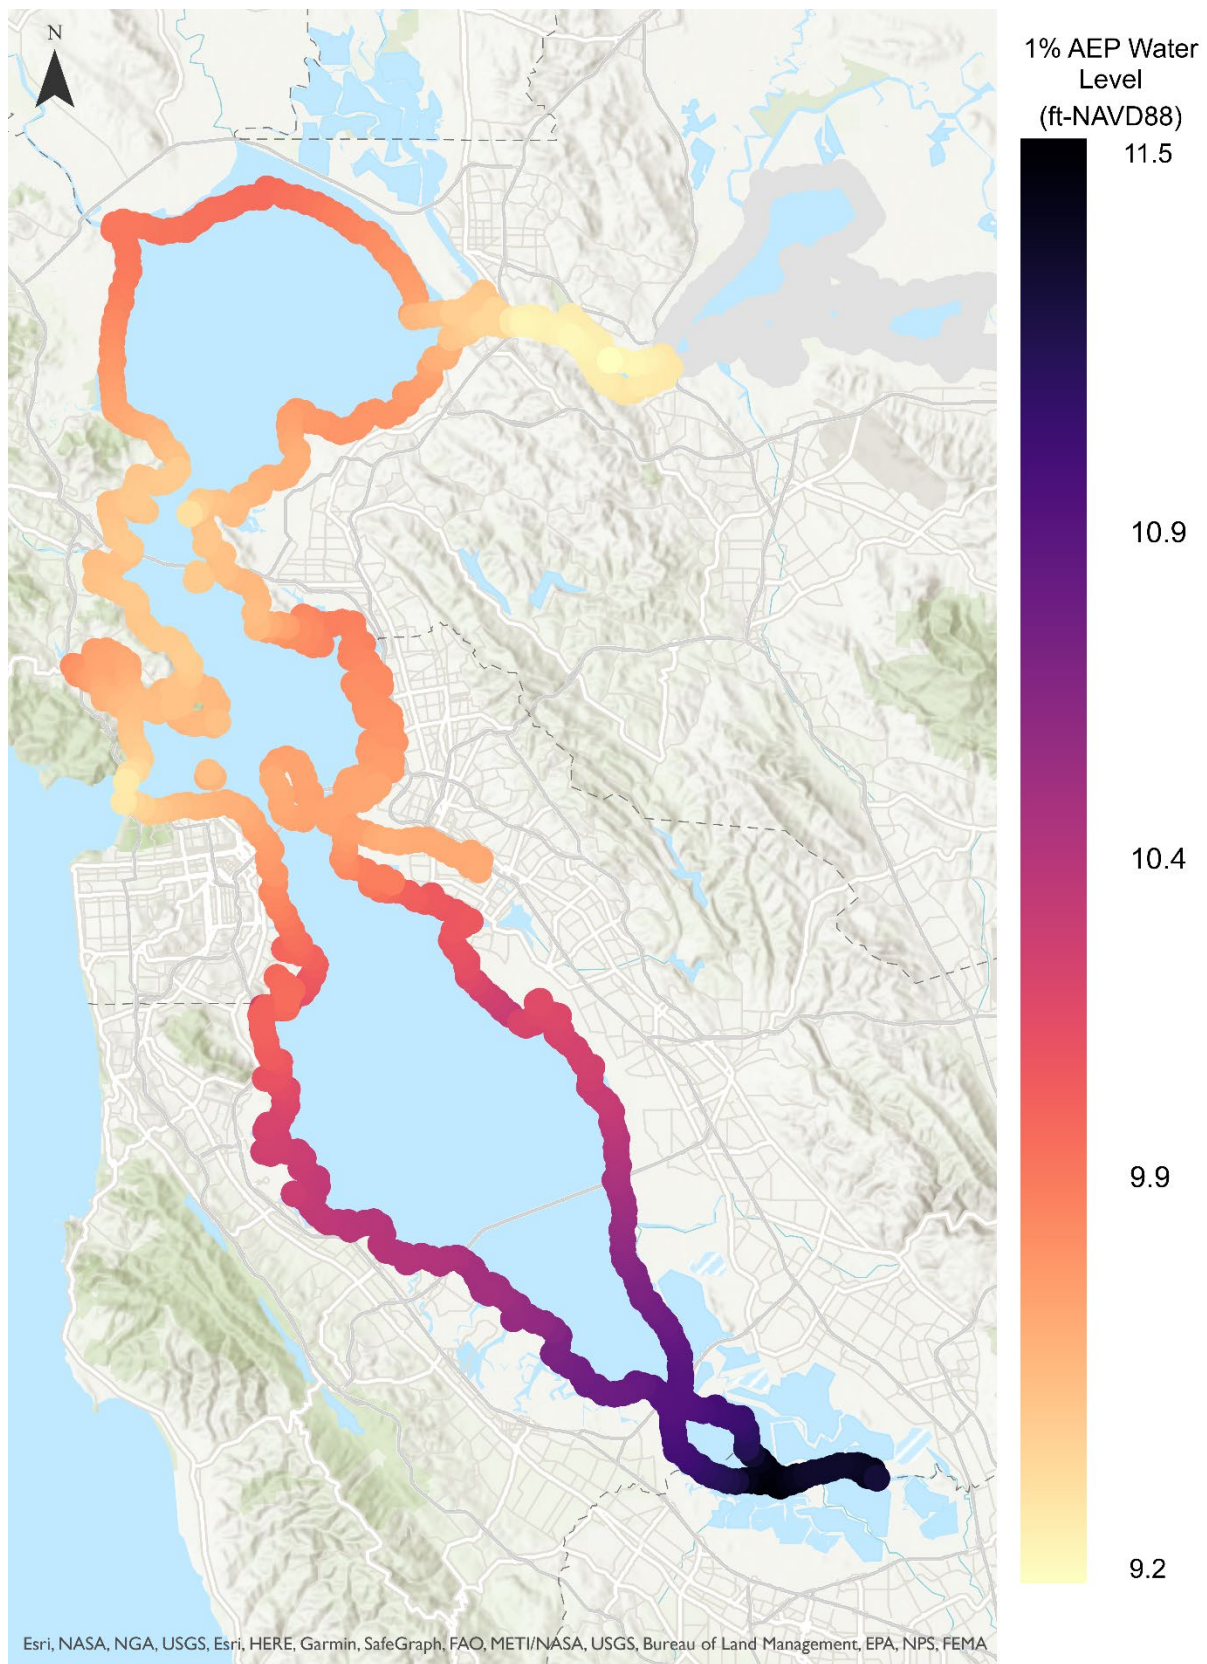 N
1% AEP Water
Level
(ft-NAVD88)
11.5
10.9
10.4
9.9
9.2
Esri, NASA, NGA, USGS, Esri, HERE, Garmin, SafeGraph, FAO, METI/NASA, USGS, Bureau of Land Management, EPA, NPS, FEMA